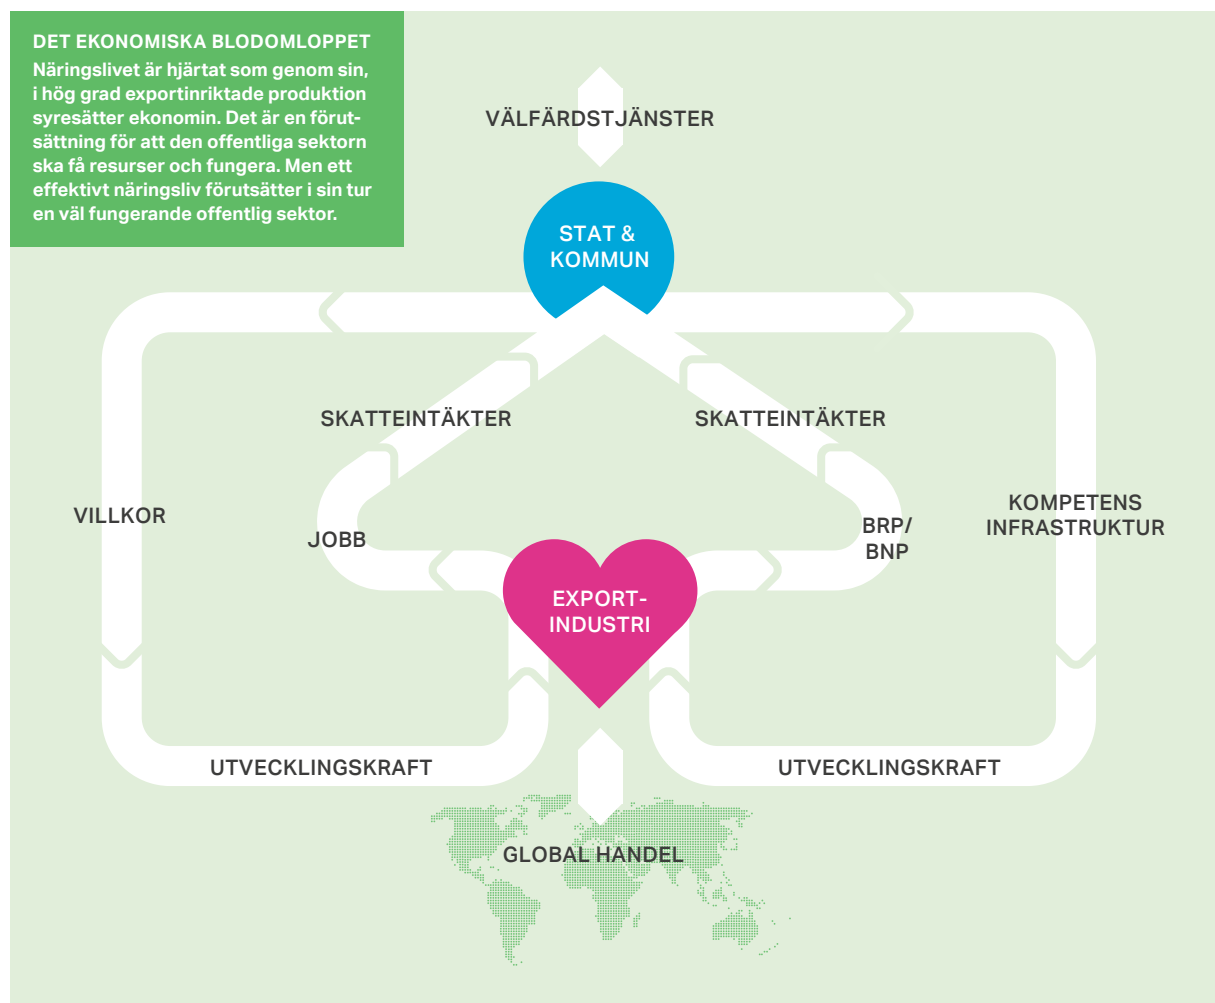 DET EKONOMISKA BLODOMLOPPET
Näringslivet är hjärtat som genom sin,
i hög grad exportinriktade produktion
syresätter ekonomin. Det är en förut-
sättning för att den offentliga sektorn
ska få resurser och fungera. Men ett
effektivt näringsliv förutsätter i sin tur
en väl fungerande offentlig sektor.
VÄLFÄRDSTJÄNSTER
STAT &
KOMMUN
SKATTEINTÄKTER
SKATTEINTÄKTER
VILLKOR
JOBB
BRP/
BNP
KOMPETENS
INFRASTRUKTUR
EXPORT-
INDUSTRI
UTVECKLINGSKRAFT
UTVECKLINGSKRAFT
GLOBAL HANDEL